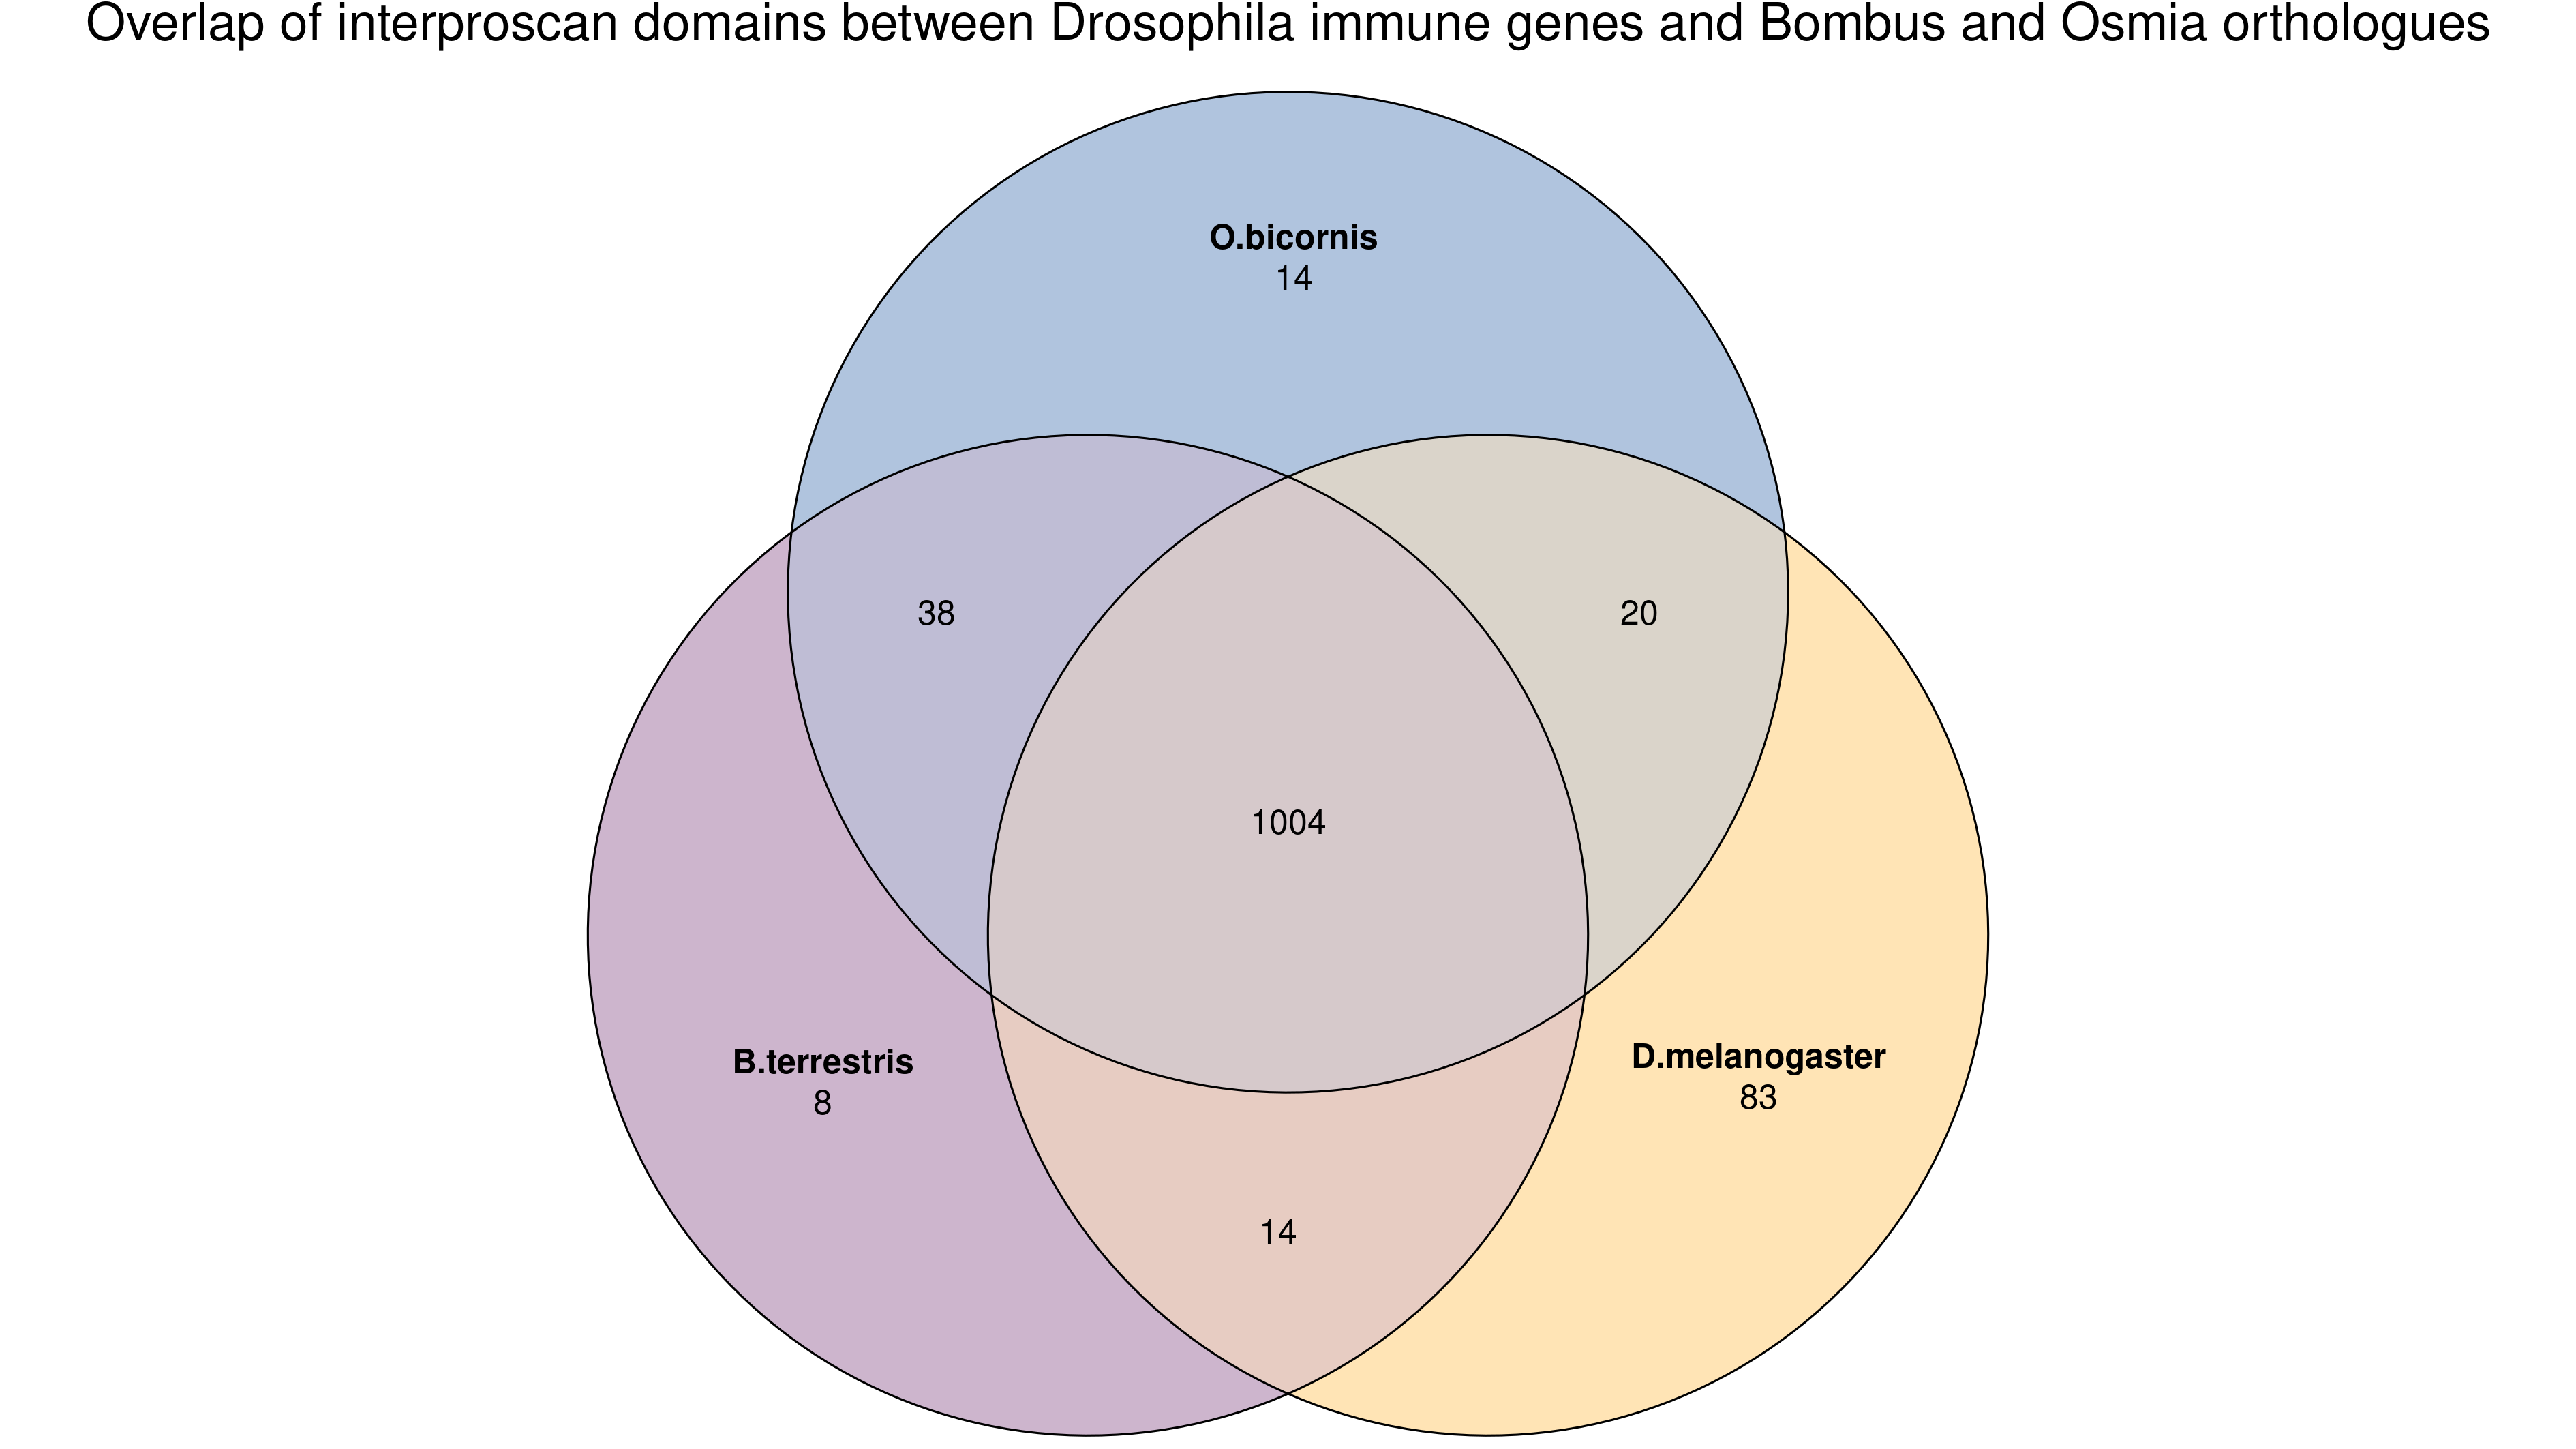 Overlap of interproscan domains between Drosophila immune genes and Bombus and Osmia orthologues
O.bicornis
14
38
20
1004
B.terrestris
8
D.melanogaster
83
14